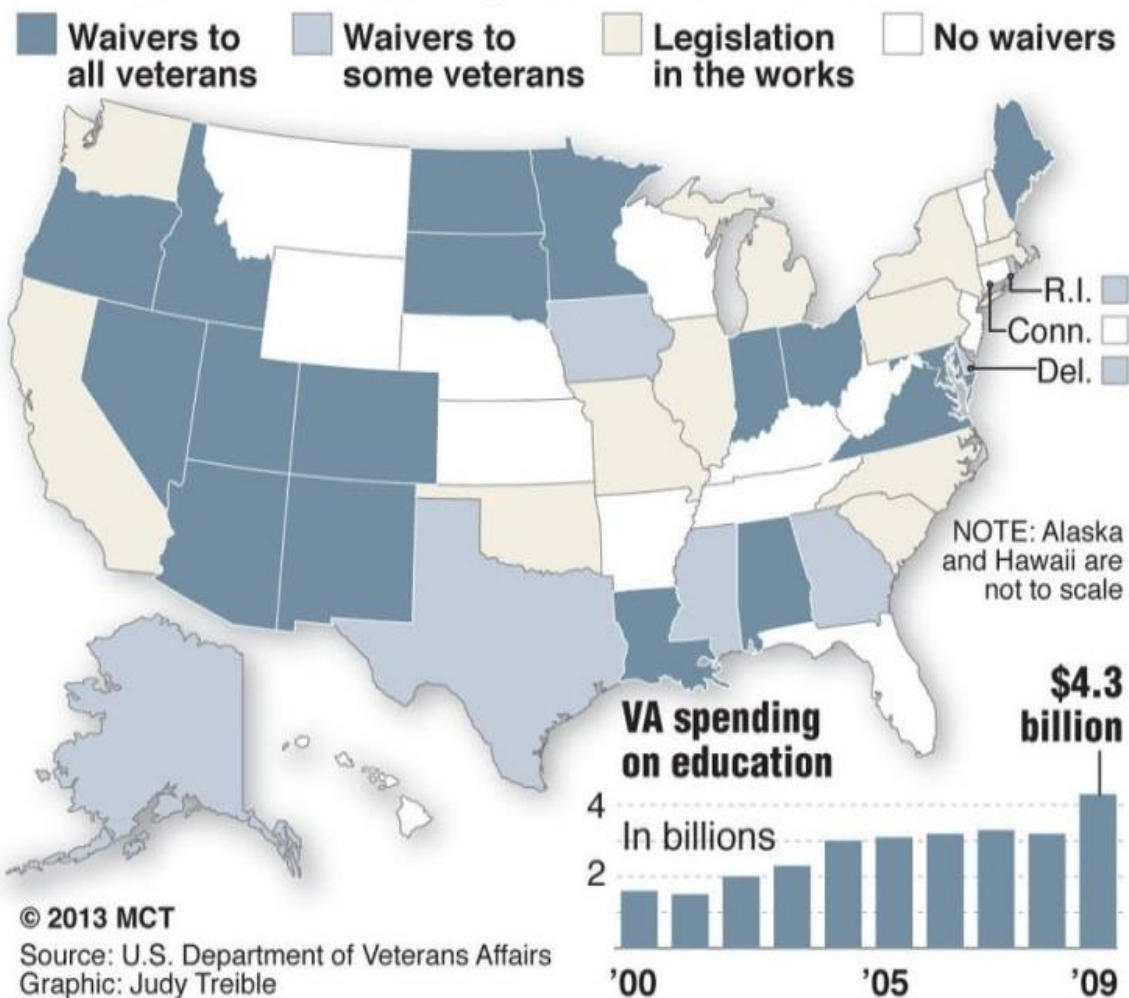 Waivers to
all veterans
Waivers to
some veterans
Legislation
in the works
No waivers
R.I.
Conn.
Del.
NOTE: Alaska
and Hawaii are
not to scale
VA spending
on education
$4.3
billion
4
In billions
2
'00
'05
'09
© 2013 MCT
Source: U.S. Department of Veterans Affairs
Graphic: Judy Treible